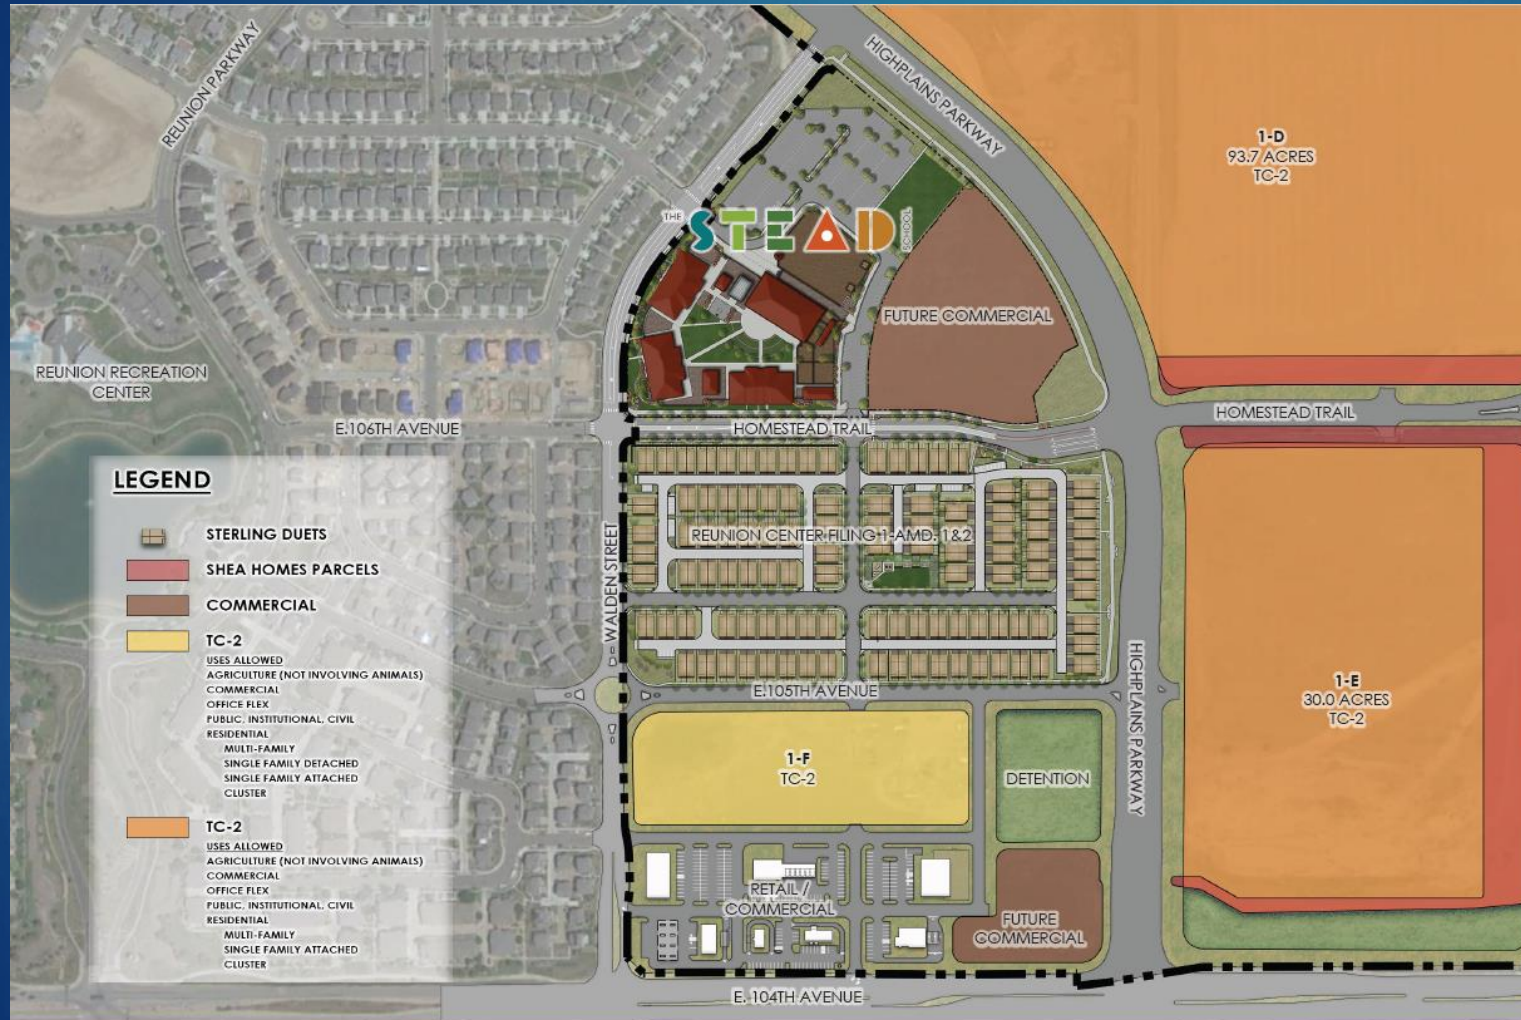 REUNION PARKWAY
HIGHPLAINS PARKWAY
1-D
93.7 ACRES
TC-2
THE
STEAD
SCHOOL
FUTURE COMMERCIAL
REUNION RECREATION
CENTER
E.106TH AVENUE
HOMESTEAD TRAIL
HOMESTEAD TRAIL
LEGEND
STERLING DUETS
SHEA HOMES PARCELS
COMMERCIAL
TC-2
USES ALLOWED
AGRICULTURE (NOT INVOLVING ANIMALS)
COMMERCIAL
OFFICE FLEX
PUBLIC, INSTITUTIONAL, CIVIL
RESIDENTIAL
MULTI-FAMILY
SINGLE FAMILY DETACHED
SINGLE FAMILY ATTACHED
CLUSTER
TC-2
USES ALLOWED
AGRICULTURE (NOT INVOLVING ANIMALS)
COMMERCIAL
OFFICE FLEX
PUBLIC, INSTITUTIONAL, CIVIL
RESIDENTIAL
MULTI-FAMILY
SINGLE FAMILY ATTACHED
CLUSTER
WALDEN STREET
REUNION CENTER FILING 1-AMD. 1&2
HIGHPLAINS PARKWAY
E.105TH AVENUE
1-E
30.0 ACRES
TC-2
1-F
TC-2
DETENTION
RETAIL /
COMMERCIAL
FUTURE
COMMERCIAL
E. 104TH AVENUE